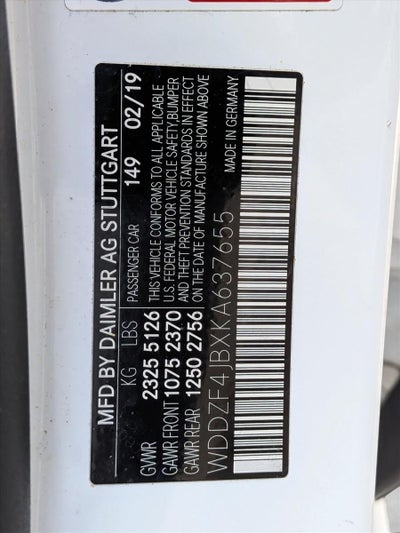 MFD BY DAIMLER AG STUTTGART
KG LBS PASSENGER CAR 149 02/19
GVWR 2325 5126 THIS VEHICLE CONFORMS TO ALL APPLICABLE
GAWR FRONT 1075 2370 U.S. FEDERAL MOTOR VEHICLE SAFETY, BUMPER
GAWR REAR 1250 2756 AND THEFT PREVENTION STANDARDS IN EFFECT
ON THE DATE OF MANUFACTURE SHOWN ABOVE
WDDZF4JBXKA637655 MADE IN GERMANY